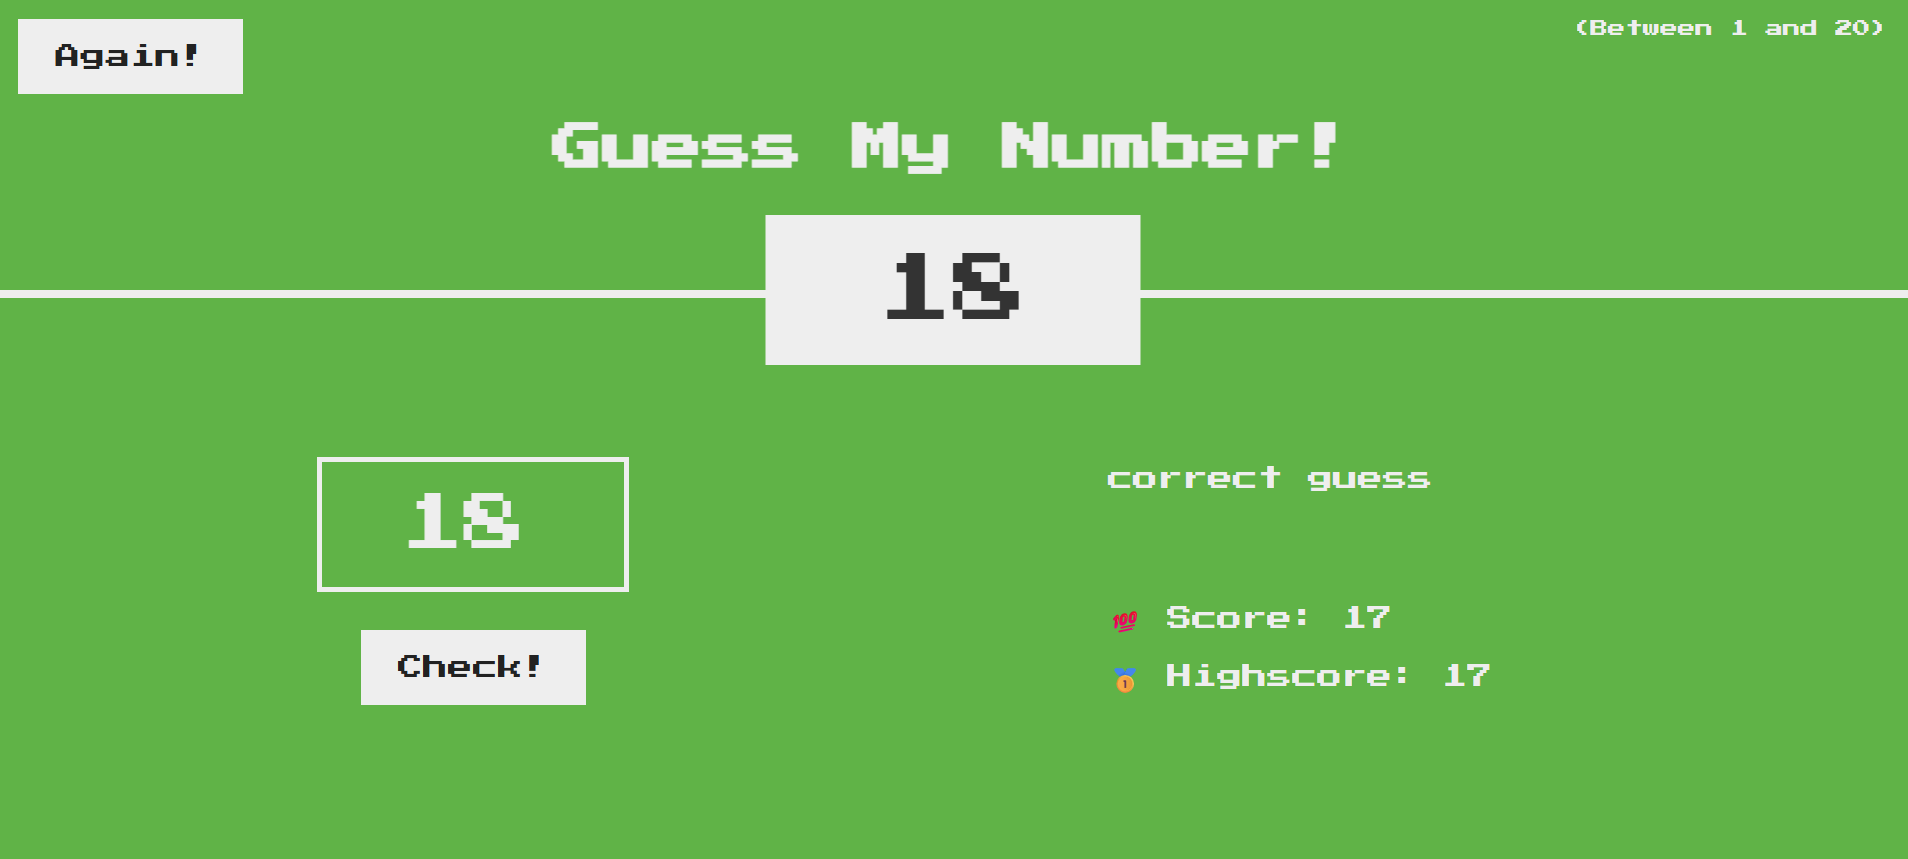 Again!
(Between 1 and 20)
Guess My Number!
18
18
Check!
correct guess
💯 Score: 17
🥇 Highscore: 17